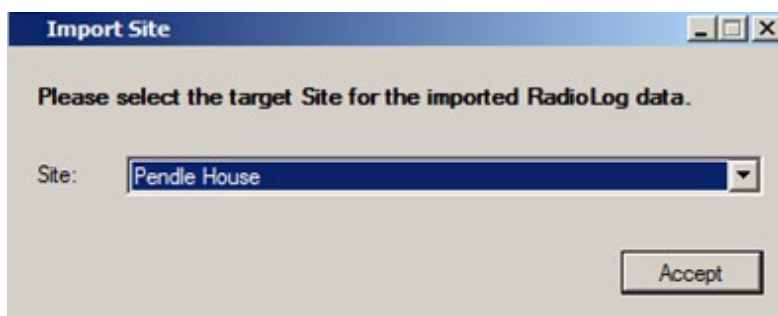 Import Site
Please select the target Site for the imported RadioLog data.
Site: Pendle House
Accept